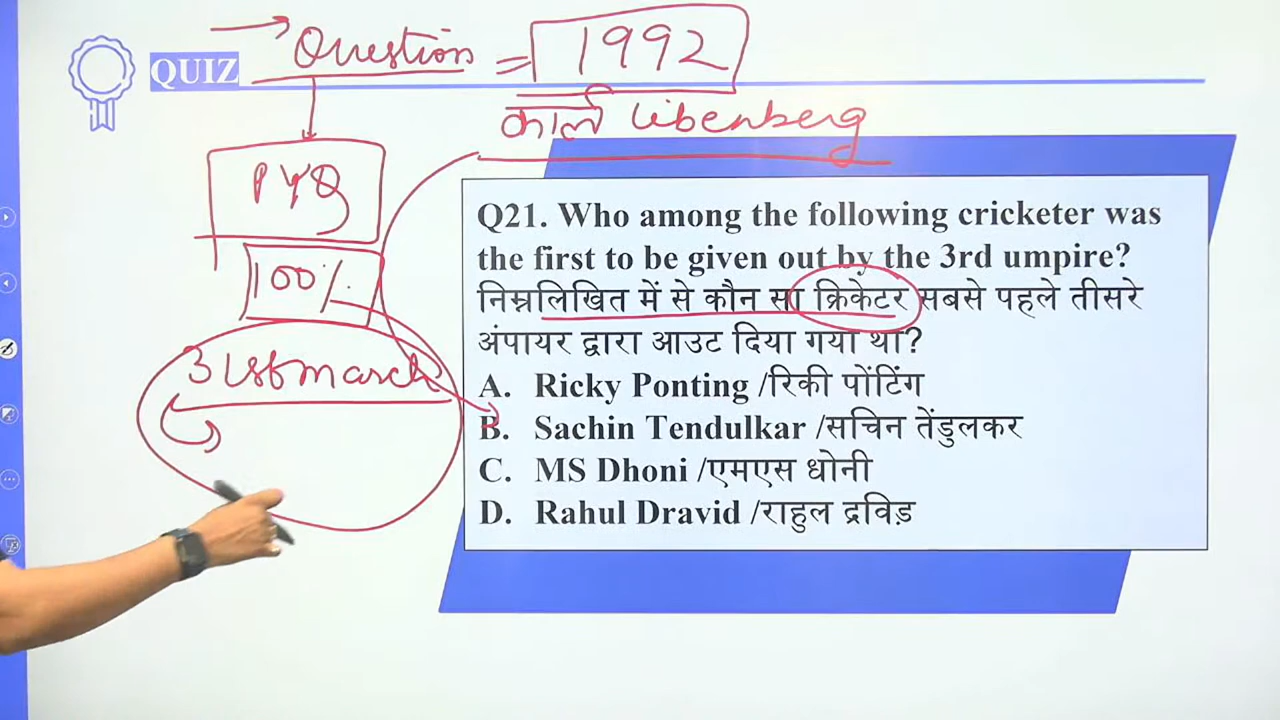 Question = 1992
QUIZ
कार्ल Libenberg
PYQ
100%
31st march
Q21. Who among the following cricketer was
the first to be given out by the 3rd umpire?
निम्नलिखित में से कौन सा क्रिकेटर सबसे पहले तीसरे
अंपायर द्वारा आउट दिया गया था?
A. Ricky Ponting /रिकी पोंटिंग
B. Sachin Tendulkar /सचिन तेंडुलकर
C. MS Dhoni /एमएस धोनी
D. Rahul Dravid /राहुल द्रविड़